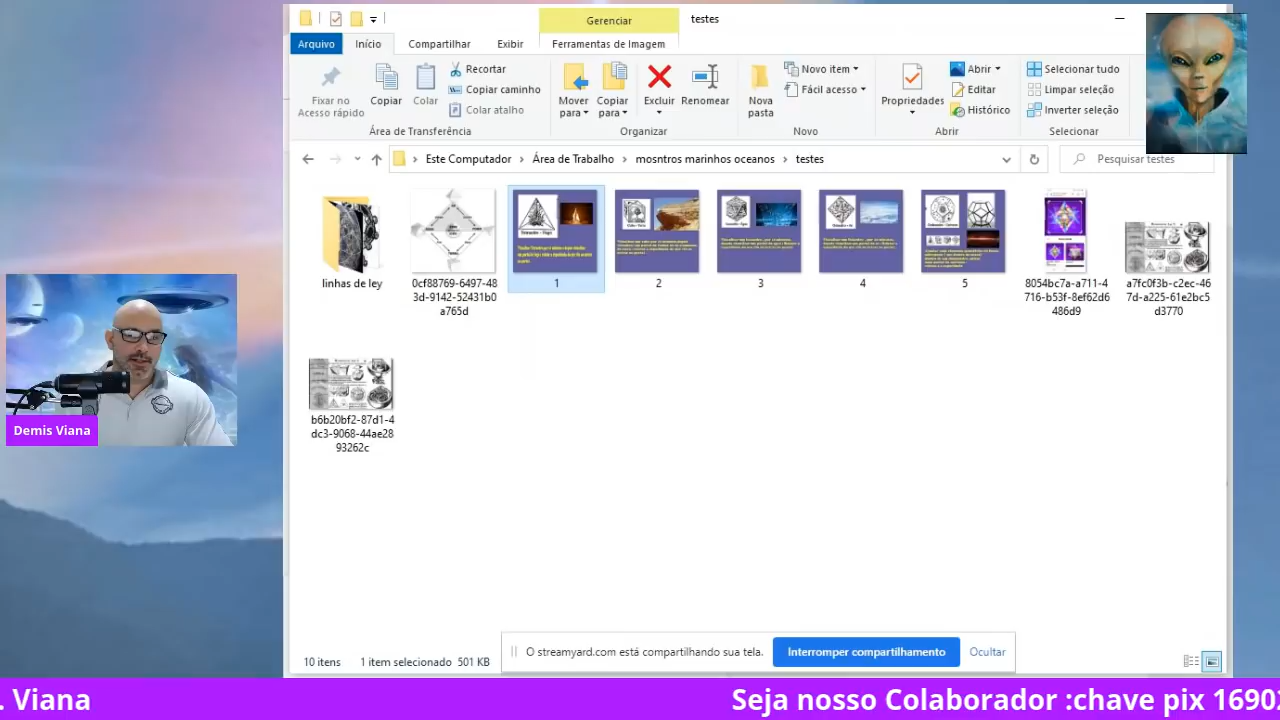 Gerenciar
testes
Arquivo
Início
Compartilhar
Exibir
Ferramentas de Imagem
Fixar no
Acesso rápido
Copiar
Colar
Recortar
Copiar caminho
Colar atalho
Área de Transferência
Mover
para
Copiar
para
Excluir
Renomear
Organizar
Nova
pasta
Novo item
Fácil acesso
Novo
Propriedades
Abrir
Editar
Histórico
Abrir
Selecionar tudo
Limpar seleção
Inverter seleção
Selecionar
Este Computador
Área de Trabalho
mosntros marinhos oceanos
testes
Pesquisar testes
linhas de ley
0cf88769-6497-48
3d-9142-52431b0
a765d
1
2
3
4
5
8054bc7a-a711-4
716-b53f-8ef62d6
486d9
a7fc0f3b-c2ec-46
7d-a225-61e2bc5
d3770
b6b20bf2-87d1-4
dc3-9068-44ae28
93262c
Demis Viana
O streamyard.com está compartilhando sua tela.
Interromper compartilhamento
Ocultar
10 itens
1 item selecionado 501 KB
. Viana
Seja nosso Colaborador :chave pix 1690